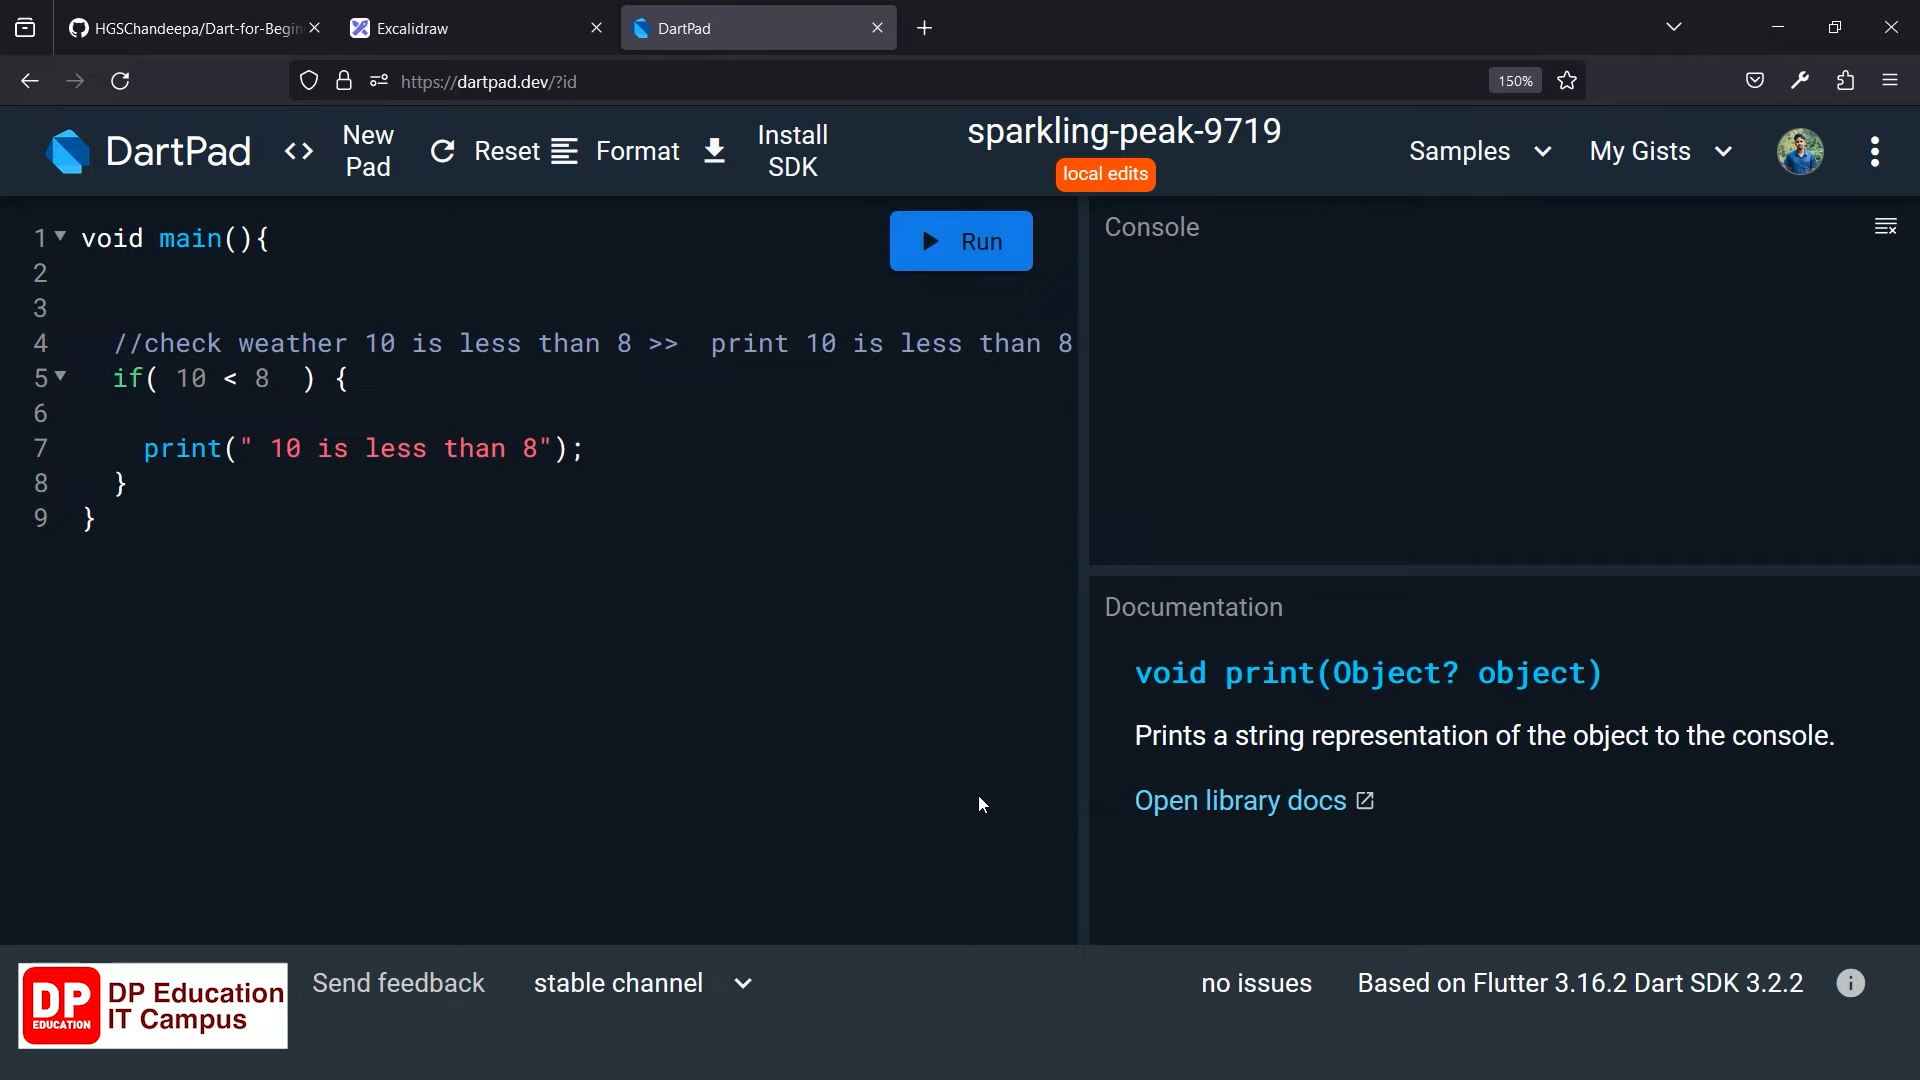 HGSChandeepa/Dart-for-Begin
Excalidraw
DartPad
https://dartpad.dev/?id
150%
DartPad
<> New Pad
Reset
Format
Install SDK
sparkling-peak-9719
local edits
Samples
My Gists
1 void main(){
2
3
4 //check weather 10 is less than 8 >>  print 10 is less than 8
5 if( 10 < 8  ) {
6
7 print(" 10 is less than 8");
8 }
9 }
Run
Console
Documentation
void print(Object? object)
Prints a string representation of the object to the console.
Open library docs
DP EDUCATION
DP Education
IT Campus
Send feedback
stable channel
no issues
Based on Flutter 3.16.2 Dart SDK 3.2.2